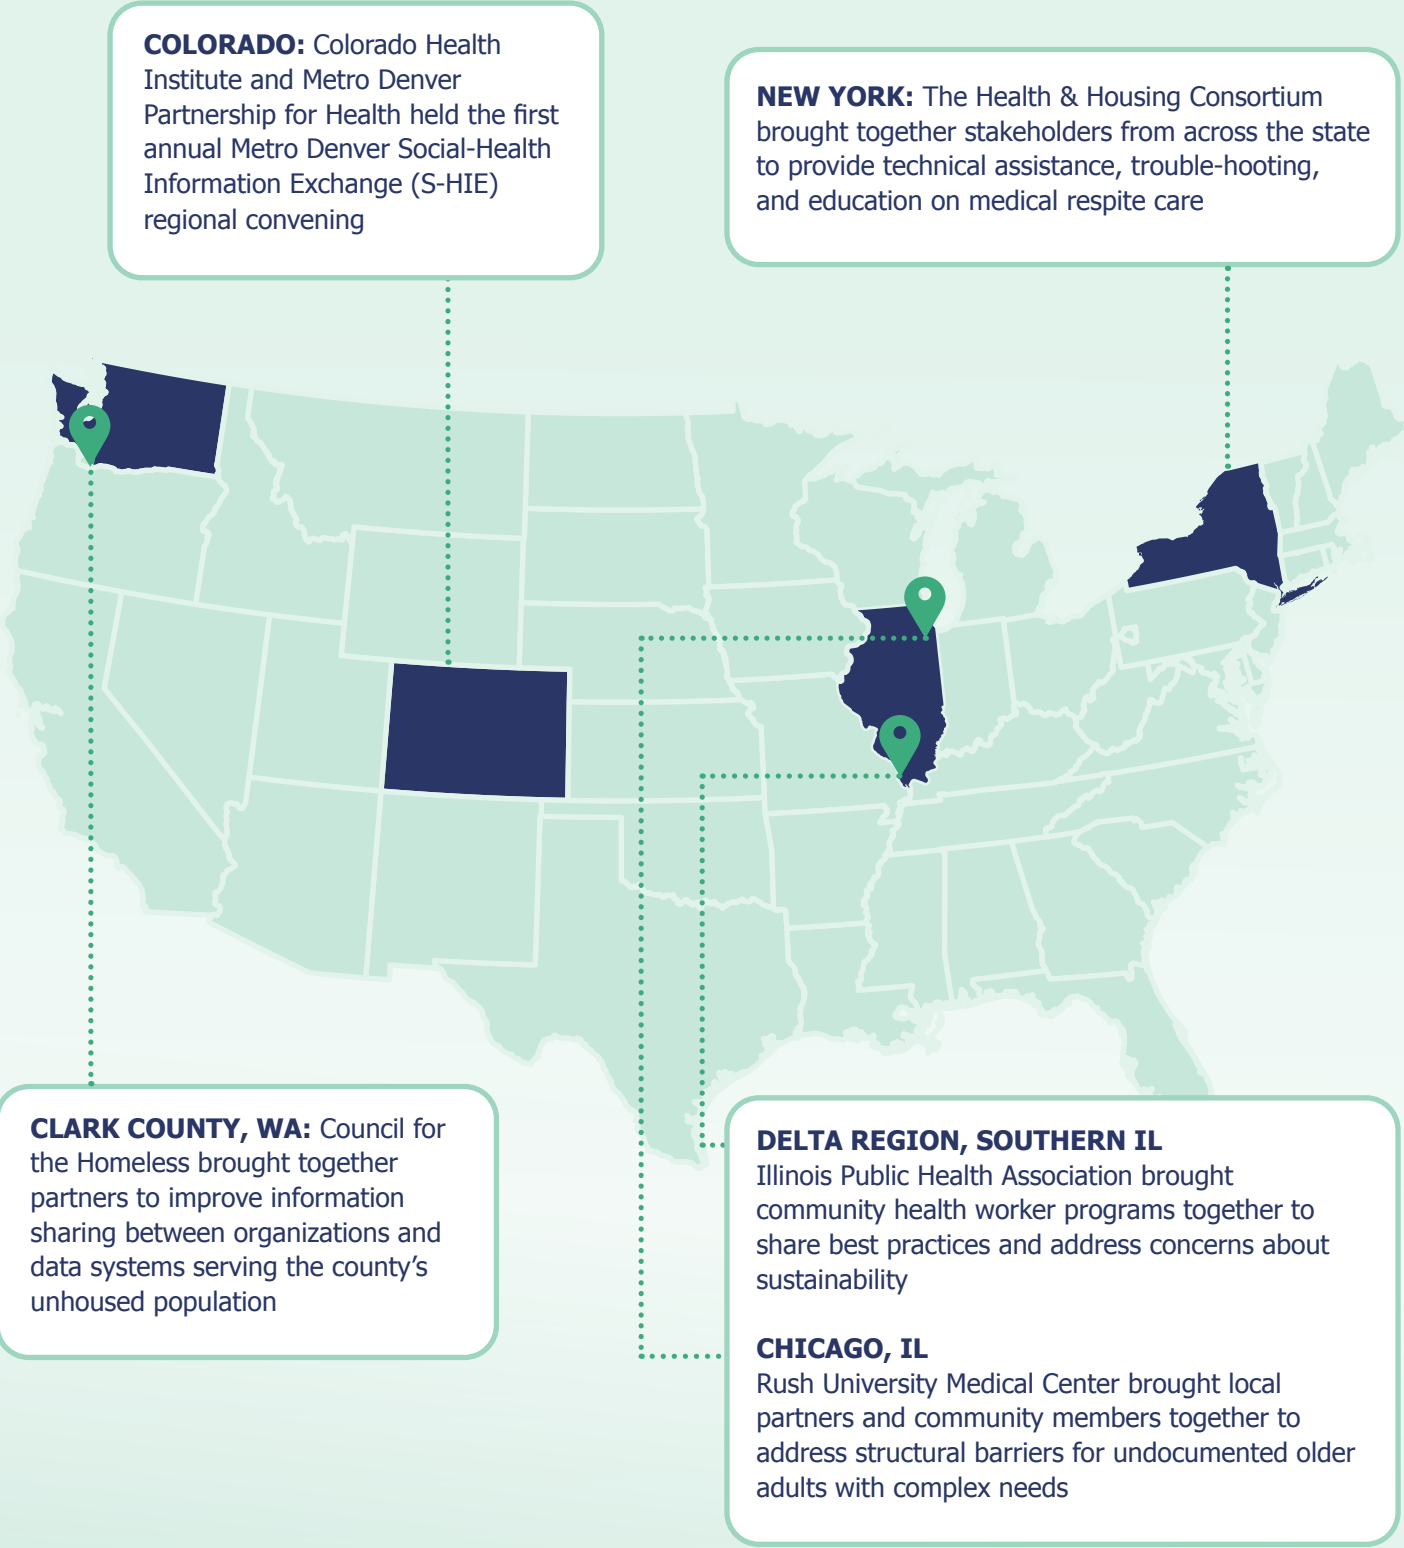 COLORADO: Colorado Health
Institute and Metro Denver
Partnership for Health held the first
annual Metro Denver Social-Health
Information Exchange (S-HIE)
regional convening
NEW YORK: The Health & Housing Consortium
brought together stakeholders from across the state
to provide technical assistance, trouble-hooting,
and education on medical respite care
CLARK COUNTY, WA: Council for
the Homeless brought together
partners to improve information
sharing between organizations and
data systems serving the county’s
unhoused population
DELTA REGION, SOUTHERN IL
Illinois Public Health Association brought
community health worker programs together to
share best practices and address concerns about
sustainability
CHICAGO, IL
Rush University Medical Center brought local
partners and community members together to
address structural barriers for undocumented older
adults with complex needs